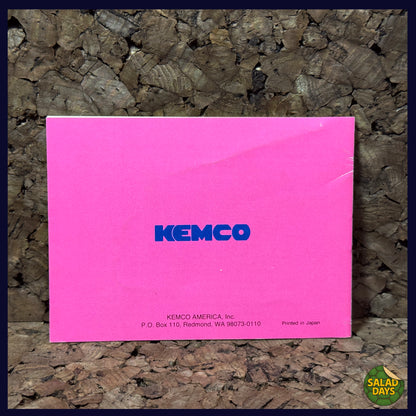 KEMCO
KEMCO AMERICA, Inc.
P.O. Box 110, Redmond, WA 98073-0110
Printed in Japan
SALAD
DAYS